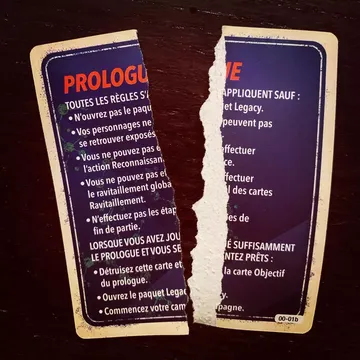 PROLOGU VE
TOUTES LES RÈGLES S'A APPLIQUENT SAUF :
• N'ouvrez pas le paqu et Legacy.
• Vos personnages ne peuvent pas
se retrouver exposés
• Vous ne pouvez pas e ffectuer
l'action Reconnaissan ce.
• Vous ne pouvez pas e ffectuer
le ravitaillement globa l des cartes
Ravitaillement.
• N'effectuez pas les étap es de
fin de partie.
LORSQUE VOUS AVEZ JOU É SUFFISAMMENT
LE PROLOGUE ET VOUS SE NTEZ PRÊTS :
• Détruisez cette carte et la carte Objectif
du prologue.
• Ouvrez le paquet Legac y.
• Commencez votre cam pagne.
00-01b